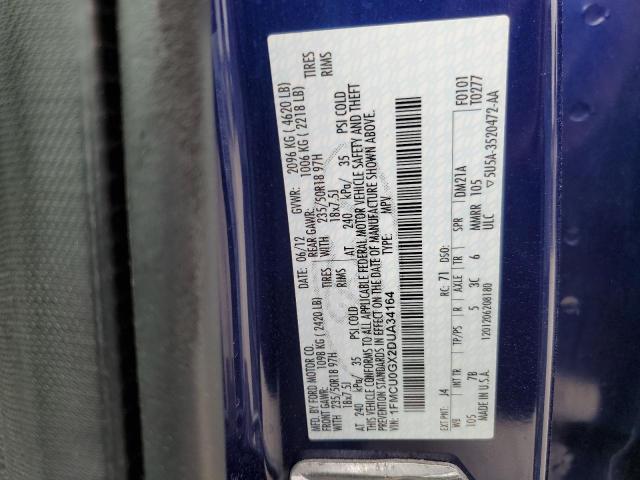 MFD. BY FORD MOTOR CO.
DATE: 06/12 GVWR: 2096 KG ( 4620 LB)
FRONT GAWR: 1098 KG ( 2420 LB) REAR GAWR: 1006 KG ( 2218 LB)
WITH 235/50R18 97H TIRES WITH 235/50R18 97H TIRES
18x7.5J RIMS 18x7.5J RIMS
AT 240 kPa/ 35 PSI COLD AT 240 kPa/ 35 PSI COLD
THIS VEHICLE CONFORMS TO ALL APPLICABLE FEDERAL MOTOR VEHICLE SAFETY AND THEFT
PREVENTION STANDARDS IN EFFECT ON THE DATE OF MANUFACTURE SHOWN ABOVE.
VIN: 1FMCU0GX2DUA34164
TYPE: MPV
F0101
T0277
EXT PNT: J4 RC: 71 DSO:
WB INT TR TP/PS R AXLE TR SPR DM21A
105 7B 5 3C 6 MMRR 105
ULC
MADE IN U.S.A. 1201206208180 5U5A-3520472-AA